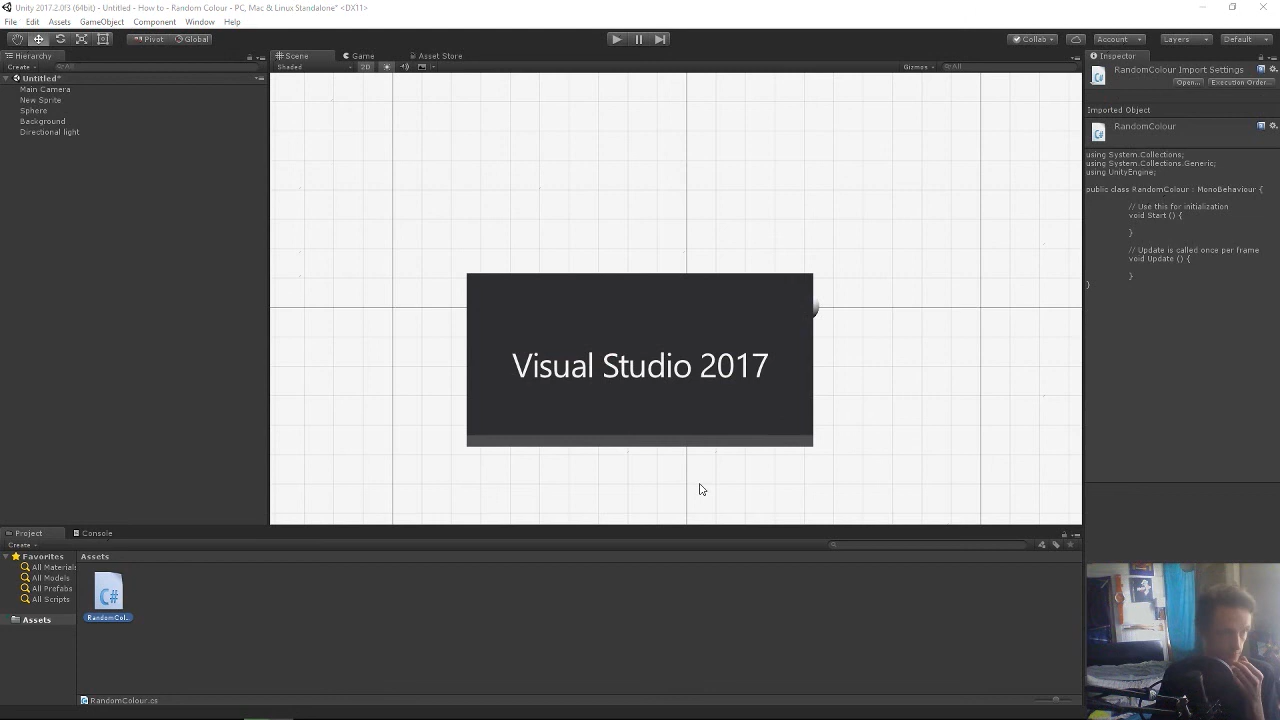 Unity 2017.2.0f3 (64bit) - Untitled - How to - Random Colour - PC, Mac & Linux Standalone* <DX11>
File Edit Assets GameObject Component Window Help
Pivot Global
Collab Account Layers Default
Hierarchy
Create All
Untitled*
Main Camera
New Sprite
Sphere
Background
Directional light
Scene Game Asset Store
Shaded 2D Gizmos All
Visual Studio 2017
Inspector
RandomColour Import Settings
Open... Execution Order...
Imported Object
RandomColour
using System.Collections;
using System.Collections.Generic;
using UnityEngine;
public class RandomColour : MonoBehaviour {
// Use this for initialization
void Start () {
}
// Update is called once per frame
void Update () {
}
}
Project Console
Create
Favorites
All Materials
All Models
All Prefabs
All Scripts
Assets
Assets
C#
RandomCol...
RandomColour.cs